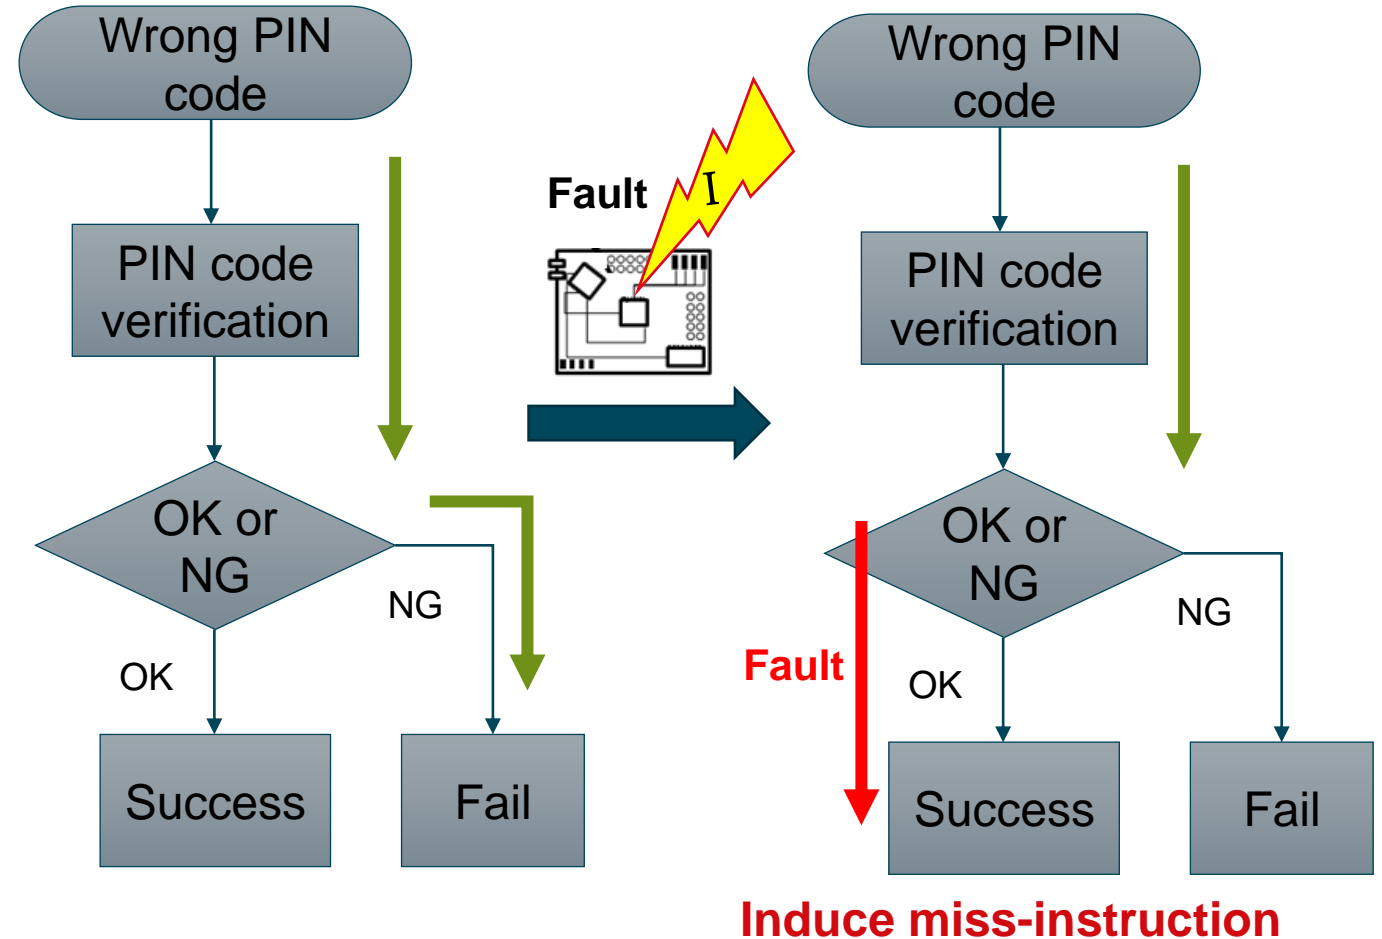 Wrong PIN
code
PIN code
verification
OK or
NG
NG
OK
Success
Fail
Fault
I
Wrong PIN
code
PIN code
verification
OK or
NG
NG
Fault
OK
Success
Fail
Induce miss-instruction